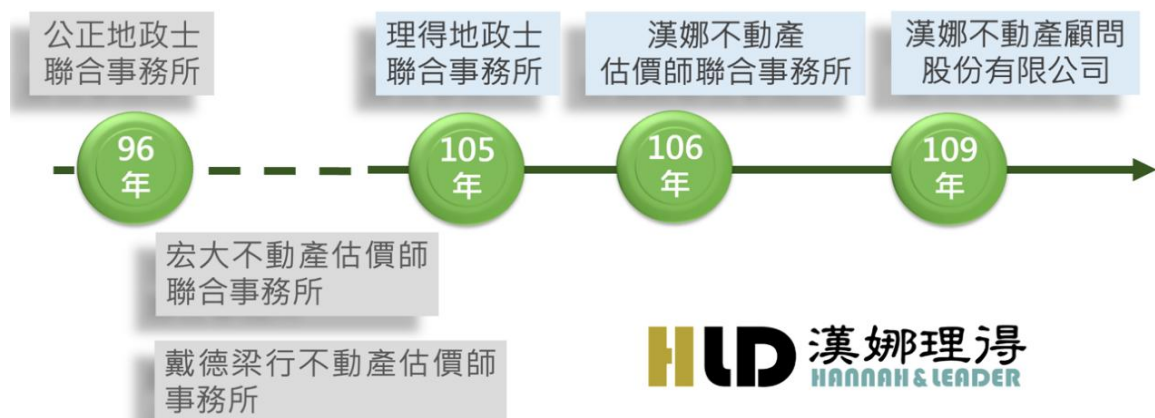 公正地政士
聯合事務所
理得地政士
聯合事務所
漢娜不動產
估價師聯合事務所
漢娜不動產顧問
股份有限公司
96
年
105
年
106
年
109
年
宏大不動產估價師
聯合事務所
戴德梁行不動產估價師
事務所
HLD 漢娜理得
HANNAH & LEADER